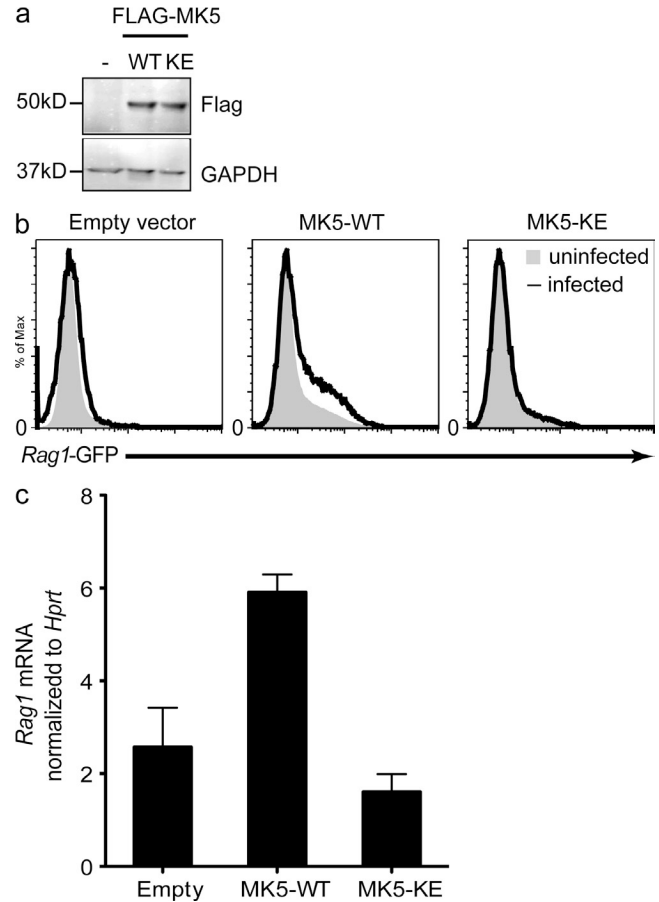 a
FLAG-MK5
- WT KE
50kD
Flag
37kD
GAPDH
b
Empty vector
MK5-WT
MK5-KE
uninfected
infected
% of Max
0
0
0
Rag1-GFP
c
8
6
4
2
0
Rag1 mRNA
normalizedd to Hprt
Empty
MK5-WT
MK5-KE